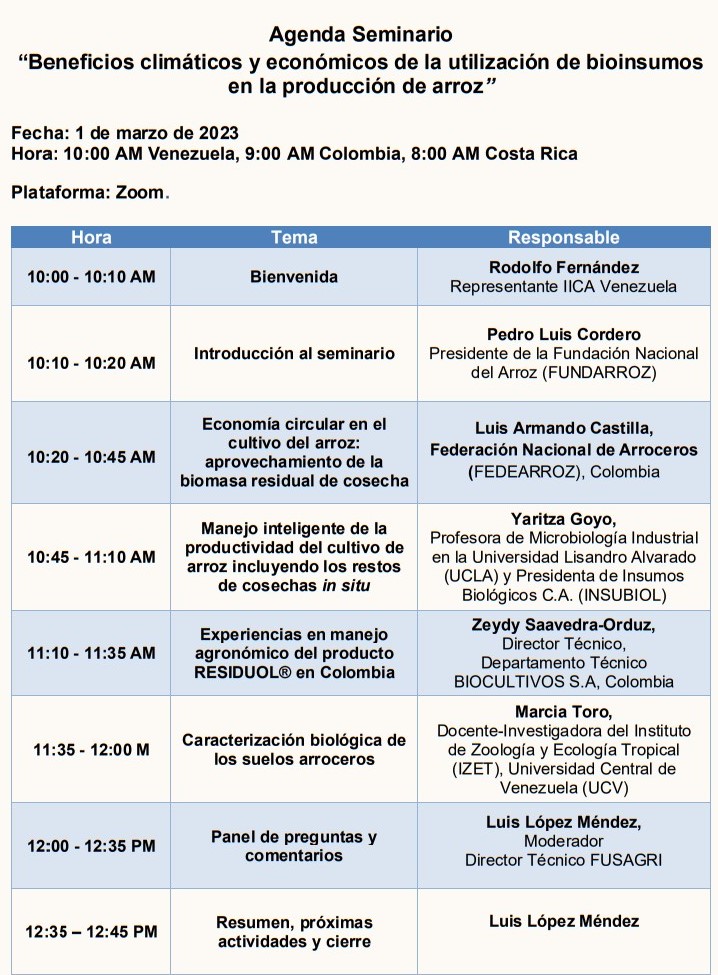 Agenda Seminario
“Beneficios climáticos y económicos de la utilización de bioinsumos
en la producción de arroz”
Fecha: 1 de marzo de 2023
Hora: 10:00 AM Venezuela, 9:00 AM Colombia, 8:00 AM Costa Rica
Plataforma: Zoom.
Hora Tema Responsable
10:00 - 10:10 AM
Bienvenida
Rodolfo Fernández
Representante IICA Venezuela
10:10 - 10:20 AM
Introducción al seminario
Pedro Luis Cordero
Presidente de la Fundación Nacional
del Arroz (FUNDARROZ)
10:20 - 10:45 AM
Economía circular en el
cultivo del arroz:
aprovechamiento de la
biomasa residual de cosecha
Luis Armando Castilla,
Federación Nacional de Arroceros
(FEDEARROZ), Colombia
10:45 - 11:10 AM
Manejo inteligente de la
productividad del cultivo de
arroz incluyendo los restos
de cosechas in situ
Yaritza Goyo,
Profesora de Microbiología Industrial
en la Universidad Lisandro Alvarado
(UCLA) y Presidenta de Insumos
Biológicos C.A. (INSUBIOL)
11:10 - 11:35 AM
Experiencias en manejo
agronómico del producto
RESIDUOL® en Colombia
Zeydy Saavedra-Orduz,
Director Técnico,
Departamento Técnico
BIOCULTIVOS S.A, Colombia
11:35 - 12:00 M
Caracterización biológica de
los suelos arroceros
Marcia Toro,
Docente-Investigadora del Instituto
de Zoología y Ecología Tropical
(IZET), Universidad Central de
Venezuela (UCV)
12:00 - 12:35 PM
Panel de preguntas y
comentarios
Luis López Méndez,
Moderador
Director Técnico FUSAGRI
12:35 – 12:45 PM
Resumen, próximas
actividades y cierre
Luis López Méndez